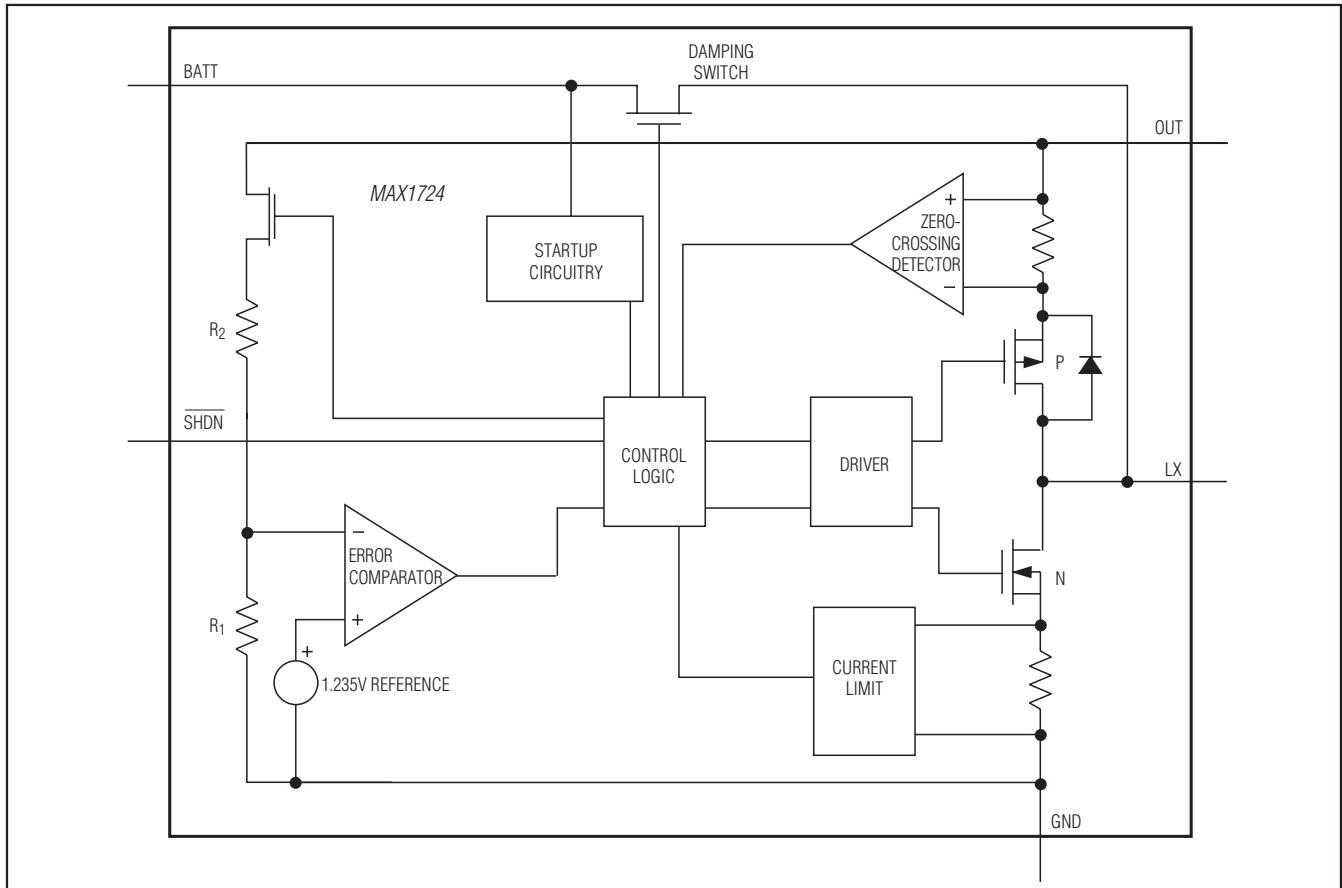 DAMPING
SWITCH
BATT
OUT
MAX1724
+
ZERO-
CROSSING
DETECTOR
−
STARTUP
CIRCUITRY
R2
P
SHDN
CONTROL
LOGIC
DRIVER
LX
−
ERROR
COMPARATOR
+
N
R1
+
1.235V REFERENCE
CURRENT
LIMIT
GND